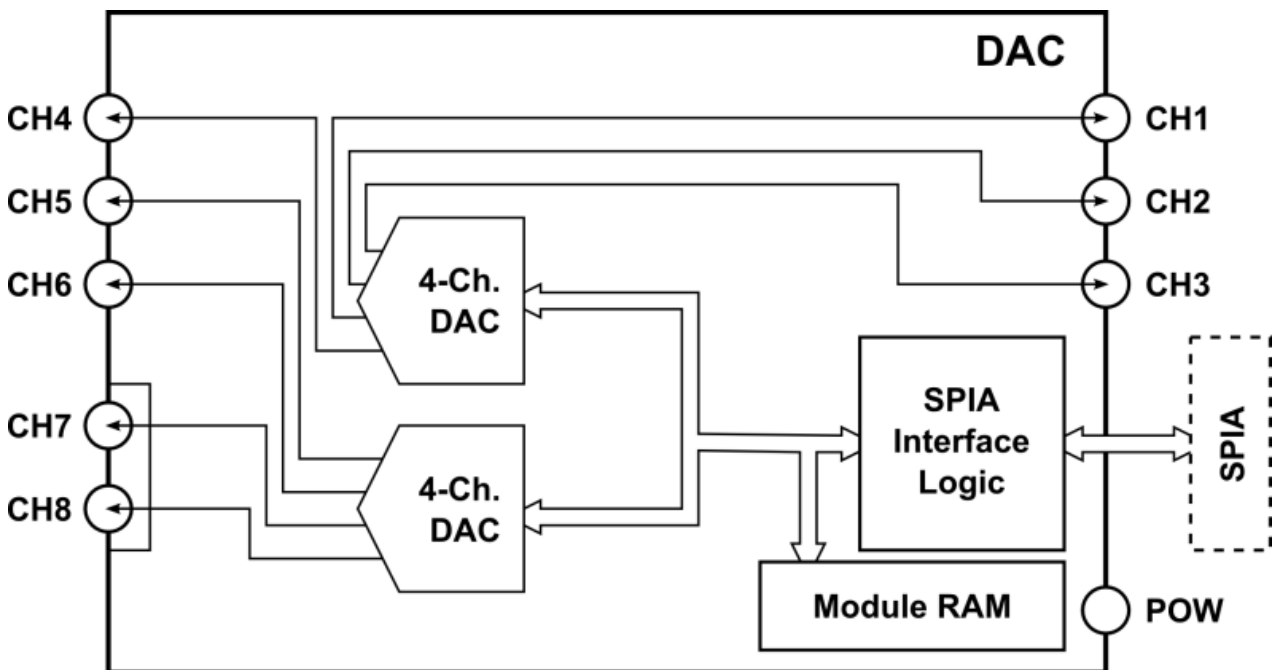 DAC
CH4
CH1
CH5
CH2
CH6
CH3
4-Ch.
DAC
SPIA
Interface
Logic
SPIA
CH7
CH8
4-Ch.
DAC
Module RAM
POW